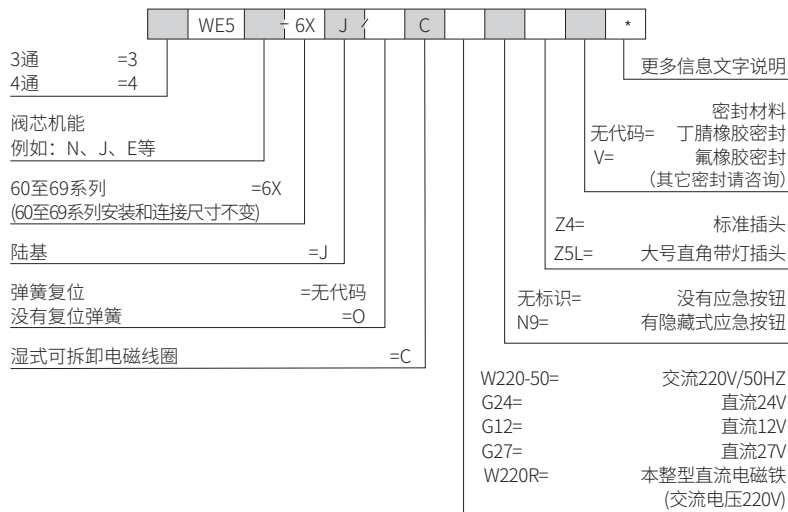 WE5 - 6X J / C *
3通 =3
4通 =4
阀芯机能
例如：N、J、E等
60至69系列 =6X
(60至69系列安装和连接尺寸不变)
陆基 =J
弹簧复位 =无代码
没有复位弹簧 =O
湿式可拆卸电磁线圈 =C
更多信息文字说明
密封材料
无代码= 丁腈橡胶密封
V= 氟橡胶密封
(其它密封请咨询)
Z4= 标准插头
Z5L= 大号直角带灯插头
无标识= 没有应急按钮
N9= 有隐藏式应急按钮
W220-50= 交流220V/50HZ
G24= 直流24V
G12= 直流12V
G27= 直流27V
W220R= 本整型直流电磁铁
(交流电压220V)